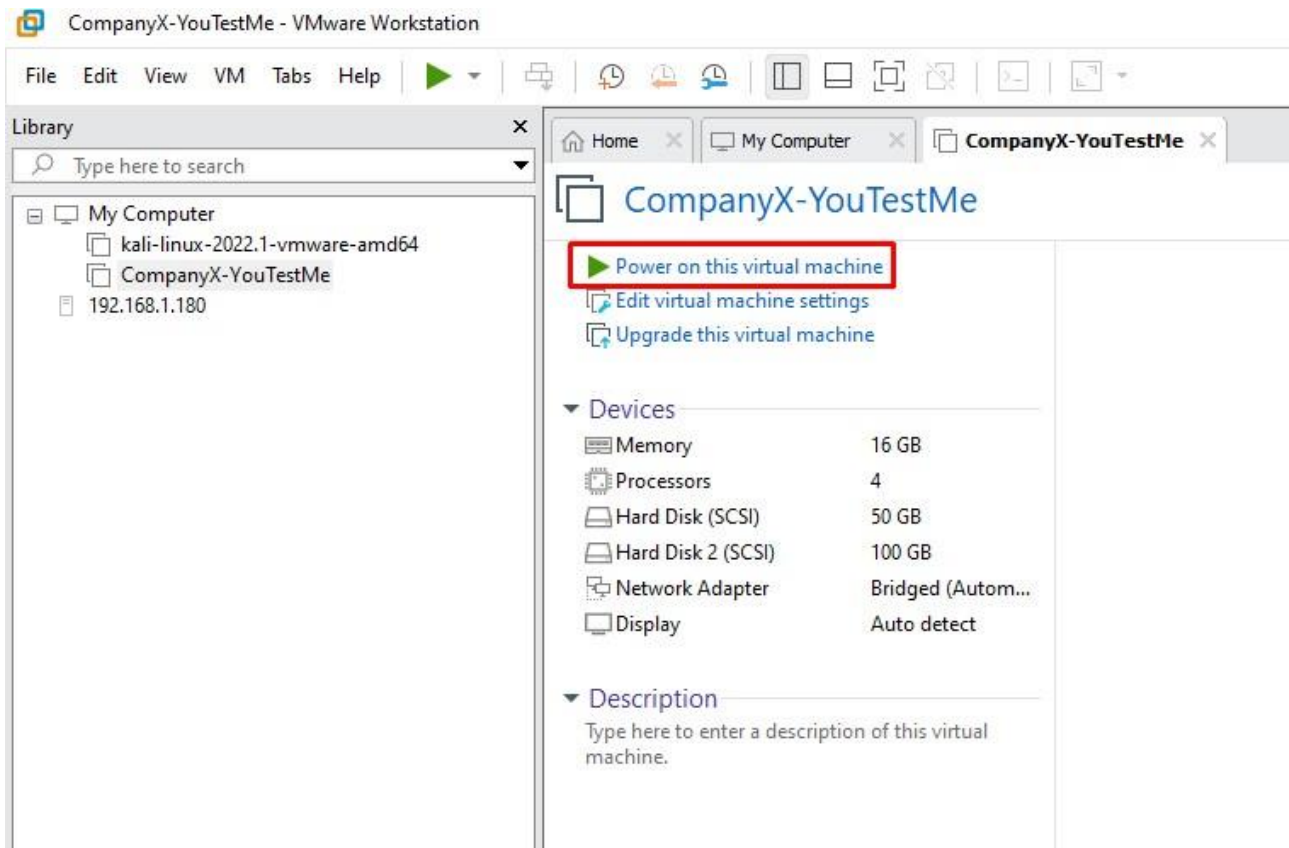 CompanyX-YouTestMe - VMware Workstation
File Edit View VM Tabs Help
Library
Home
My Computer
CompanyX-YouTestMe
Type here to search
My Computer
kali-linux-2022.1-vmware-amd64
CompanyX-YouTestMe
192.168.1.180
CompanyX-YouTestMe
Power on this virtual machine
Edit virtual machine settings
Upgrade this virtual machine
Devices
Memory 16 GB
Processors 4
Hard Disk (SCSI) 50 GB
Hard Disk 2 (SCSI) 100 GB
Network Adapter Bridged (Autom...
Display Auto detect
Description
Type here to enter a description of this virtual
machine.